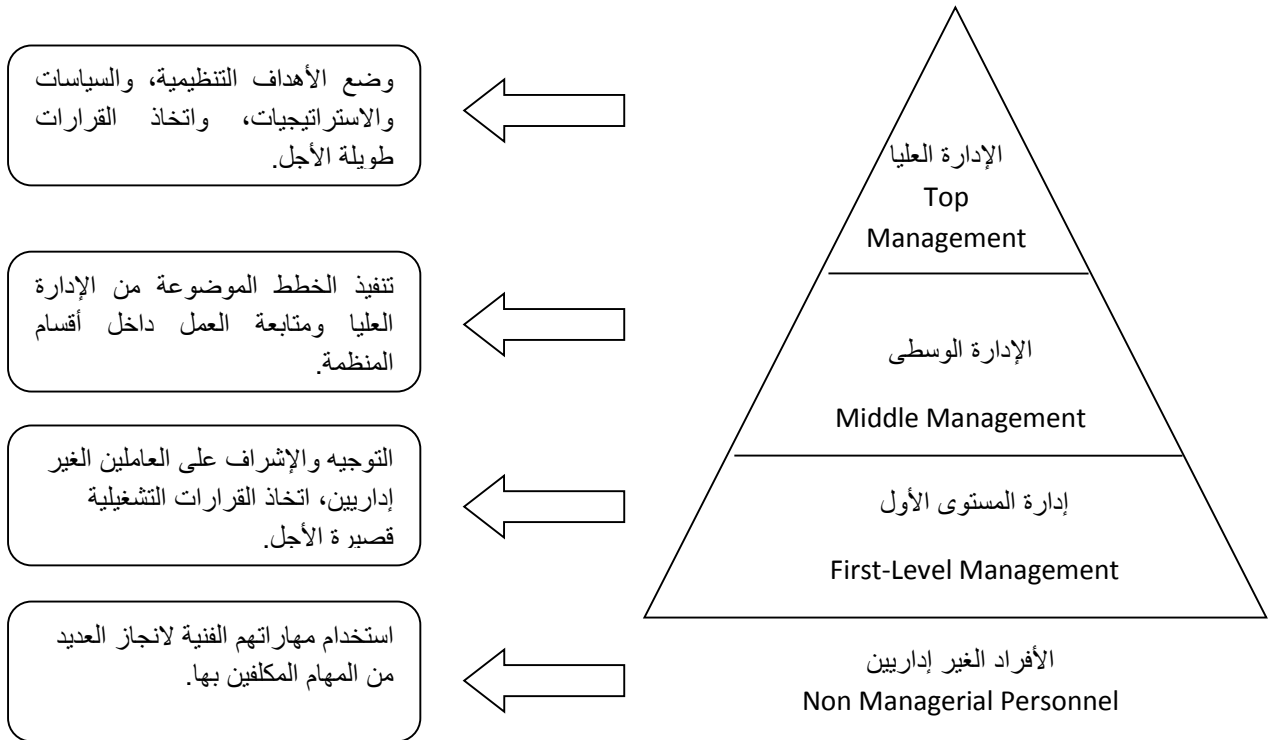 وضع الأهداف التنظيمية، والسياسات
والاستراتيجيات، واتخاذ القرارات
طويلة الأجل.
الإدارة العليا
Top
Management
تنفيذ الخطط الموضوعة من الإدارة
العليا ومتابعة العمل داخل أقسام
المنظمة.
الإدارة الوسطى
Middle Management
التوجيه والإشراف على العاملين الغير
إداريين، اتخاذ القرارات التشغيلية
قصيرة الأجل.
إدارة المستوى الأول
First-Level Management
استخدام مهاراتهم الفنية لانجاز العديد
من المهام المكلفين بها.
الأفراد الغير إداريين
Non Managerial Personnel